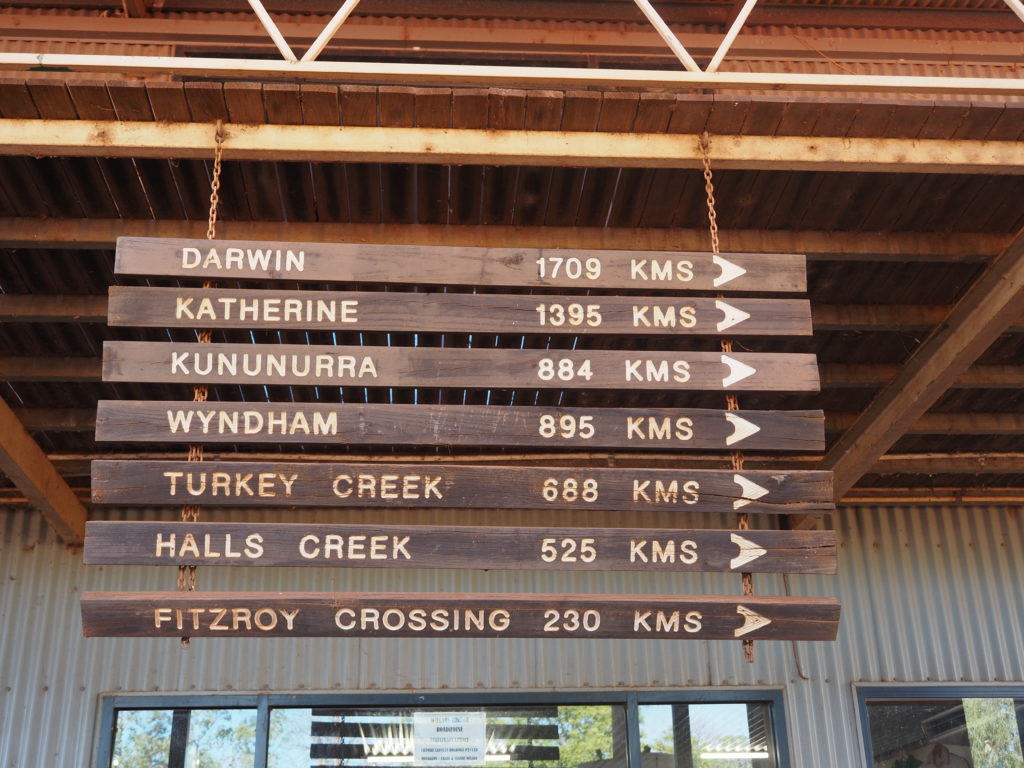 DARWIN 1709 KMS
KATHERINE 1395 KMS
KUNUNURRA 884 KMS
WYNDHAM 895 KMS
TURKEY CREEK 688 KMS
HALLS CREEK 525 KMS
FITZROY CROSSING 230 KMS
ROADHOUSE